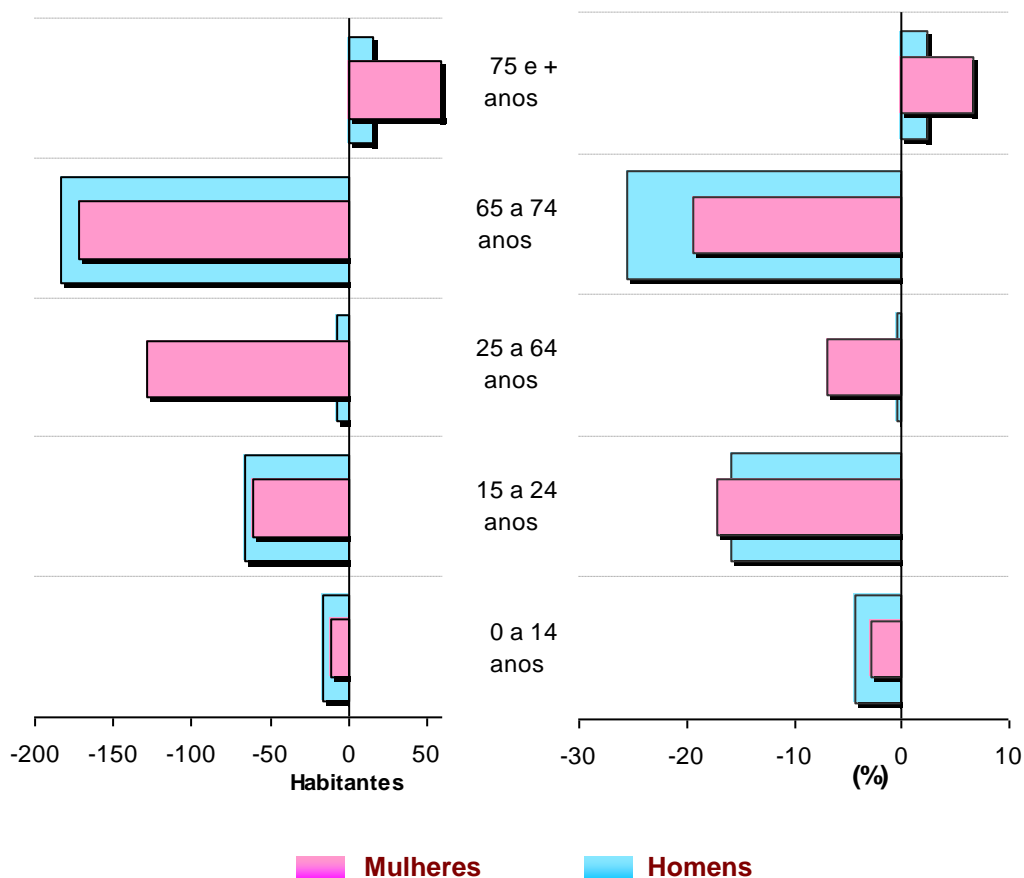 75 e +
anos
65 a 74
anos
25 a 64
anos
15 a 24
anos
0 a 14
anos
-200 -150 -100 -50 0 50
Habitantes
-30 -20 -10 0 10
(%)
Mulheres Homens